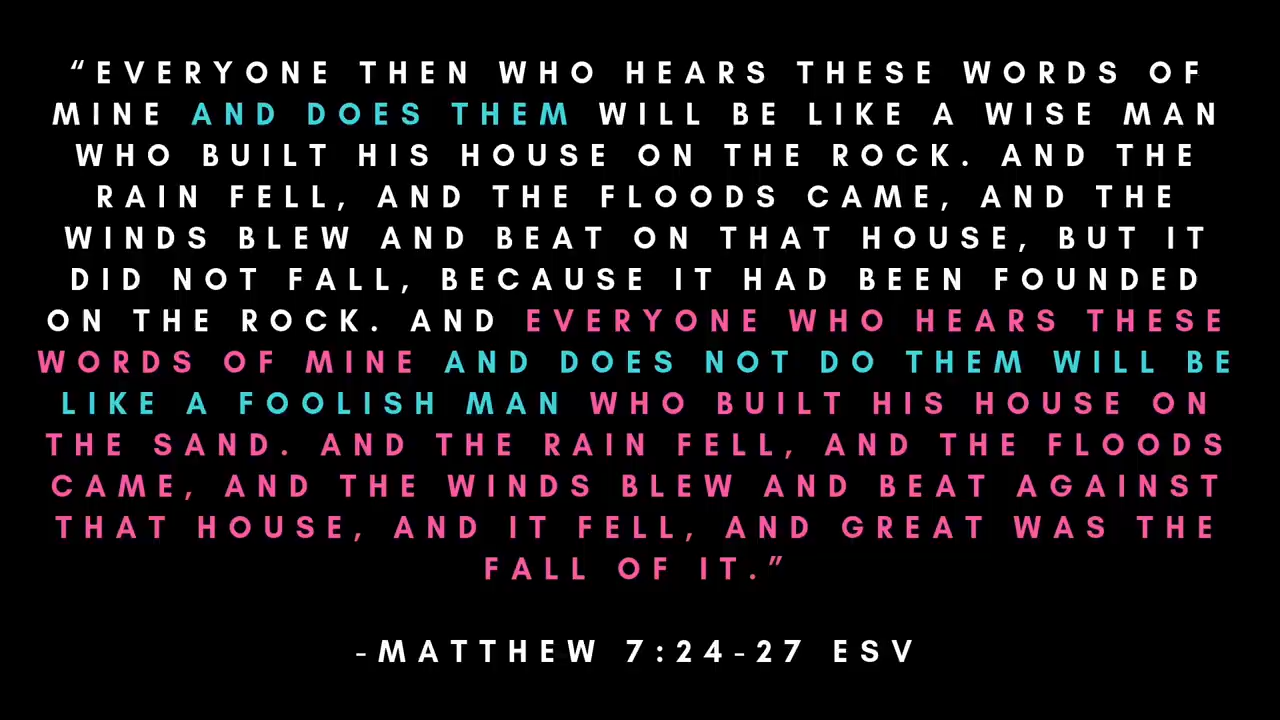 “EVERYONE THEN WHO HEARS THESE WORDS OF
MINE AND DOES THEM WILL BE LIKE A WISE MAN
WHO BUILT HIS HOUSE ON THE ROCK. AND THE
RAIN FELL, AND THE FLOODS CAME, AND THE
WINDS BLEW AND BEAT ON THAT HOUSE, BUT IT
DID NOT FALL, BECAUSE IT HAD BEEN FOUNDED
ON THE ROCK. AND EVERYONE WHO HEARS THESE
WORDS OF MINE AND DOES NOT DO THEM WILL BE
LIKE A FOOLISH MAN WHO BUILT HIS HOUSE ON
THE SAND. AND THE RAIN FELL, AND THE FLOODS
CAME, AND THE WINDS BLEW AND BEAT AGAINST
THAT HOUSE, AND IT FELL, AND GREAT WAS THE
FALL OF IT.”
-MATTHEW 7:24-27 ESV